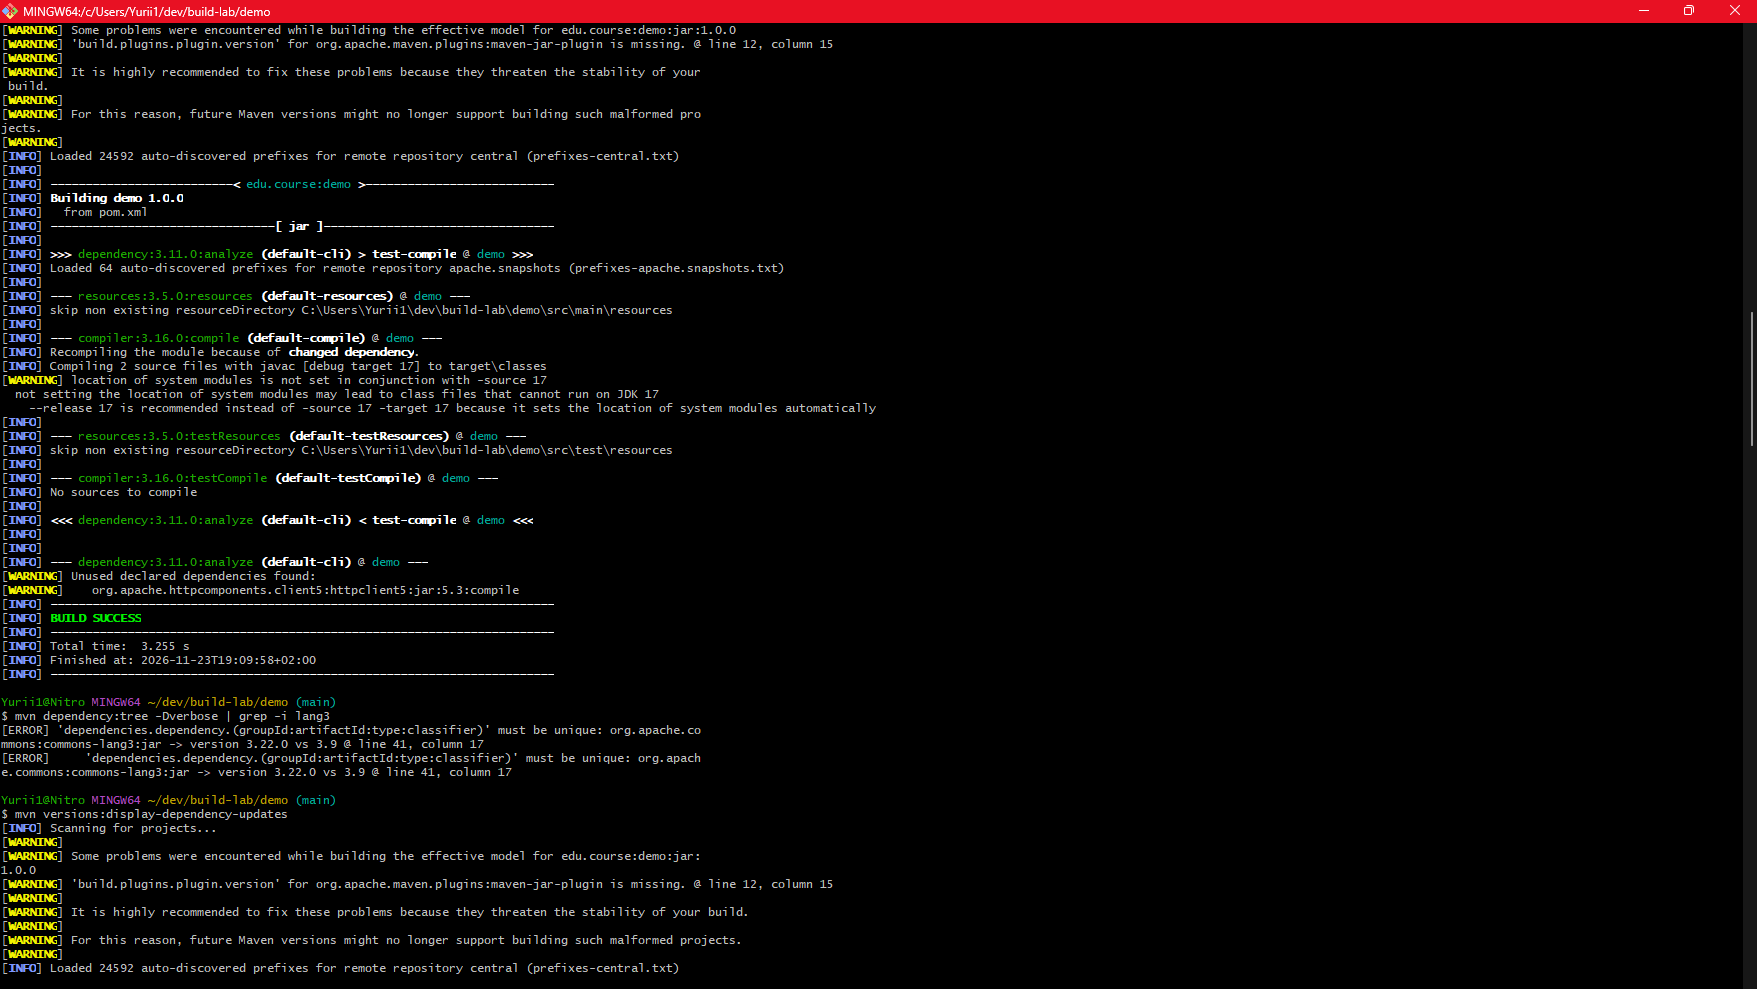 MINGW64:/c/Users/Yurii1/dev/build-lab/demo
[WARNING] Some problems were encountered while building the effective model for edu.course:demo:jar:1.0.0
[WARNING] 'build.plugins.plugin.version' for org.apache.maven.plugins:maven-jar-plugin is missing. @ line 12, column 15
[WARNING]
[WARNING] It is highly recommended to fix these problems because they threaten the stability of your
 build.
[WARNING]
[WARNING] For this reason, future Maven versions might no longer support building such malformed pro
jects.
[WARNING]
[INFO] Loaded 24592 auto-discovered prefixes for remote repository central (prefixes-central.txt)
[INFO]
[INFO] --------------------------< edu.course:demo >---------------------------
[INFO] Building demo 1.0.0
[INFO]   from pom.xml
[INFO] --------------------------------[ jar ]---------------------------------
[INFO]
[INFO] >>> dependency:3.11.0:analyze (default-cli) > test-compile @ demo >>>
[INFO] Loaded 64 auto-discovered prefixes for remote repository apache.snapshots (prefixes-apache.snapshots.txt)
[INFO]
[INFO] --- resources:3.5.0:resources (default-resources) @ demo ---
[INFO] skip non existing resourceDirectory C:\Users\Yurii1\dev\build-lab\demo\src\main\resources
[INFO]
[INFO] --- compiler:3.16.0:compile (default-compile) @ demo ---
[INFO] Recompiling the module because of changed dependency.
[INFO] Compiling 2 source files with javac [debug target 17] to target\classes
[WARNING] location of system modules is not set in conjunction with -source 17
  not setting the location of system modules may lead to class files that cannot run on JDK 17
    --release 17 is recommended instead of -source 17 -target 17 because it sets the location of system modules automatically
[INFO]
[INFO] --- resources:3.5.0:testResources (default-testResources) @ demo ---
[INFO] skip non existing resourceDirectory C:\Users\Yurii1\dev\build-lab\demo\src\test\resources
[INFO]
[INFO] --- compiler:3.16.0:testCompile (default-testCompile) @ demo ---
[INFO] No sources to compile
[INFO]
[INFO] <<< dependency:3.11.0:analyze (default-cli) < test-compile @ demo <<<
[INFO]
[INFO]
[INFO] --- dependency:3.11.0:analyze (default-cli) @ demo ---
[WARNING] Unused declared dependencies found:
[WARNING]    org.apache.httpcomponents.client5:httpclient5:jar:5.3:compile
[INFO] ------------------------------------------------------------------------
[INFO] BUILD SUCCESS
[INFO] ------------------------------------------------------------------------
[INFO] Total time:  3.255 s
[INFO] Finished at: 2026-11-23T19:09:58+02:00
[INFO] ------------------------------------------------------------------------
Yurii1@Nitro MINGW64 ~/dev/build-lab/demo (main)
$ mvn dependency:tree -Dverbose | grep -i lang3
[ERROR] 'dependencies.dependency.(groupId:artifactId:type:classifier)' must be unique: org.apache.co
mmons:commons-lang3:jar -> version 3.22.0 vs 3.9 @ line 41, column 17
[ERROR]     'dependencies.dependency.(groupId:artifactId:type:classifier)' must be unique: org.apach
e.commons:commons-lang3:jar -> version 3.22.0 vs 3.9 @ line 41, column 17
Yurii1@Nitro MINGW64 ~/dev/build-lab/demo (main)
$ mvn versions:display-dependency-updates
[INFO] Scanning for projects...
[WARNING]
[WARNING] Some problems were encountered while building the effective model for edu.course:demo:jar:
1.0.0
[WARNING] 'build.plugins.plugin.version' for org.apache.maven.plugins:maven-jar-plugin is missing. @ line 12, column 15
[WARNING]
[WARNING] It is highly recommended to fix these problems because they threaten the stability of your build.
[WARNING]
[WARNING] For this reason, future Maven versions might no longer support building such malformed projects.
[WARNING]
[INFO] Loaded 24592 auto-discovered prefixes for remote repository central (prefixes-central.txt)